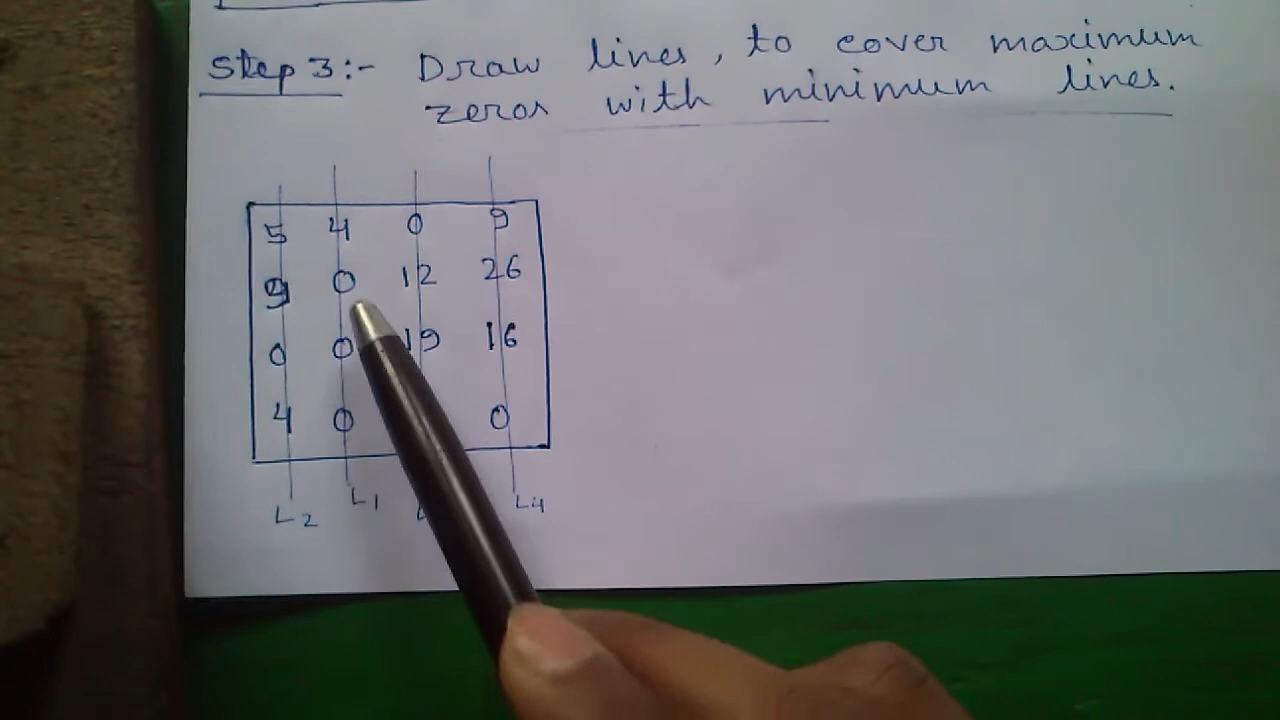 Step 3:- Draw lines, to cover maximum
zeros with minimum lines.
5 4 0 9
9 0 12 26
0 0 19 16
4 0 0
L2 L1 L4